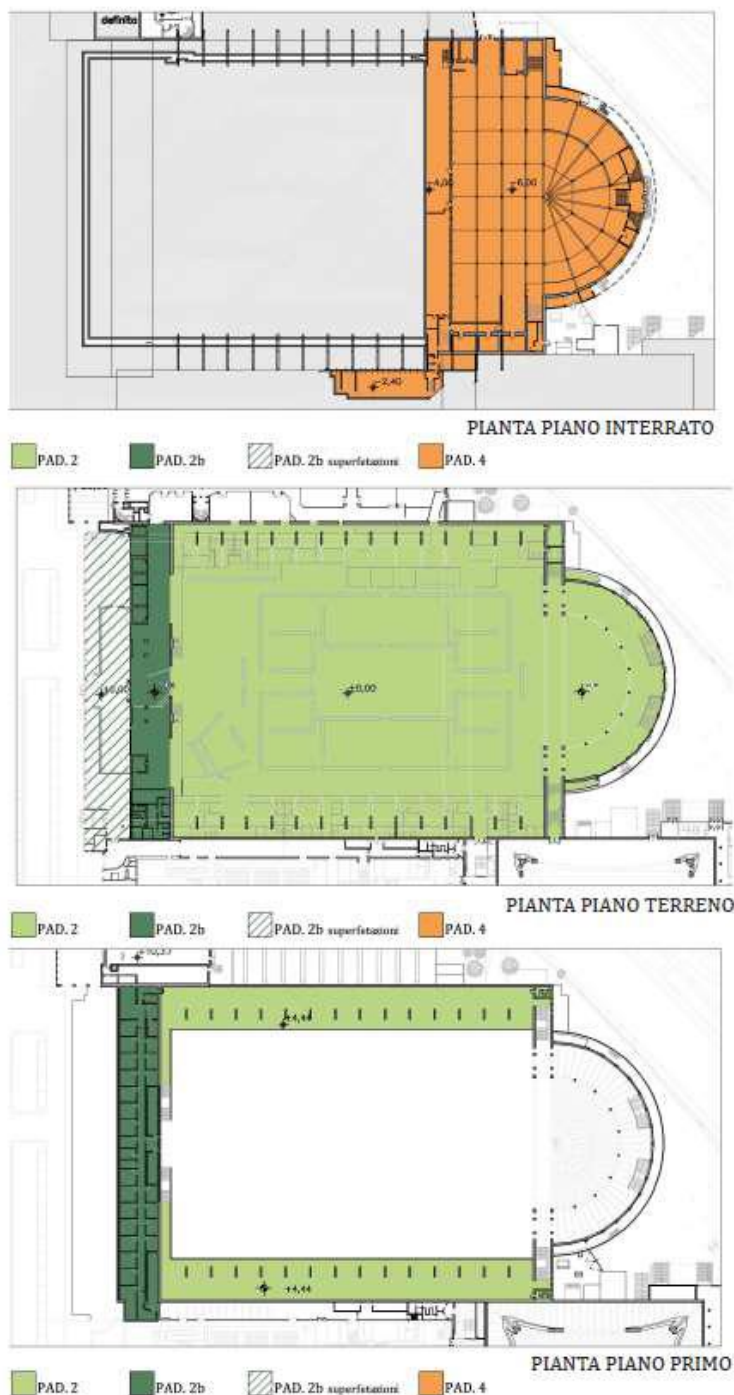 definito
-4,00
-6,00
-2,40
PIANTA PIANO INTERRATO
PAD. 2 PAD. 2b PAD. 2b superfetazioni PAD. 4
±0,00
±0,00
PIANTA PIANO TERRENO
PAD. 2 PAD. 2b PAD. 2b superfetazioni PAD. 4
+4,44
+4,44
PIANTA PIANO PRIMO
PAD. 2 PAD. 2b PAD. 2b superfetazioni PAD. 4